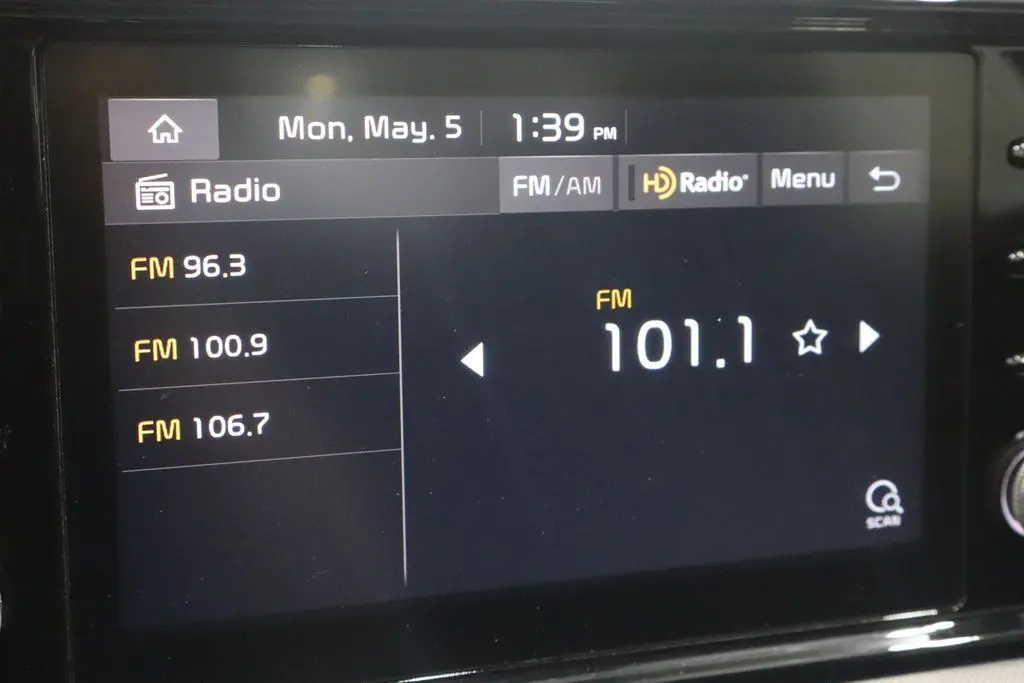 Mon, May. 5 1:39 PM
Radio FM/AM HD Radio® Menu
FM 96.3
FM 100.9
FM 106.7
FM
101.1
SCAN